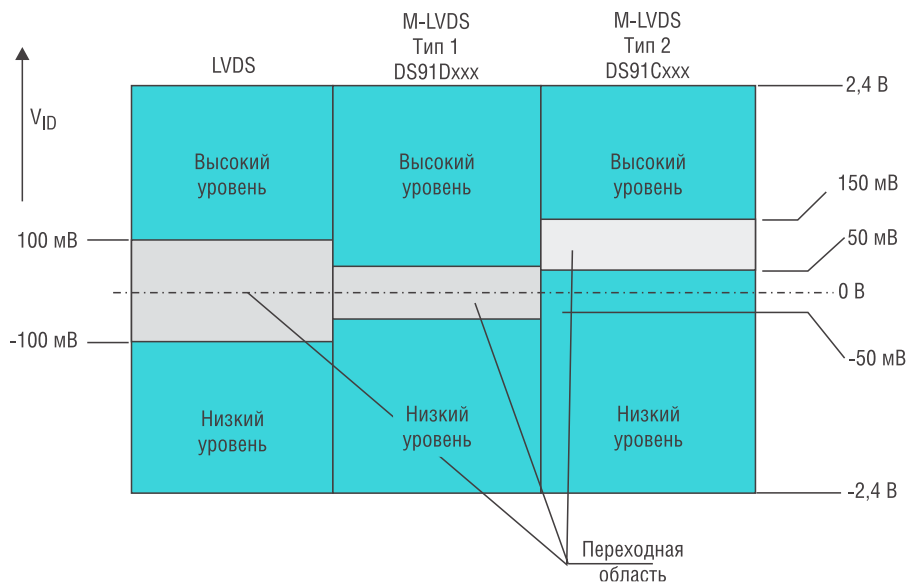 LVDS
M-LVDS
Тип 1
DS91Dxxx
M-LVDS
Тип 2
DS91Cxxx
V_ID
2,4 В
Высокий
уровень
Высокий
уровень
Высокий
уровень
150 мВ
100 мВ
50 мВ
0 В
-100 мВ
-50 мВ
Низкий
уровень
Низкий
уровень
Низкий
уровень
-2,4 В
Переходная
область